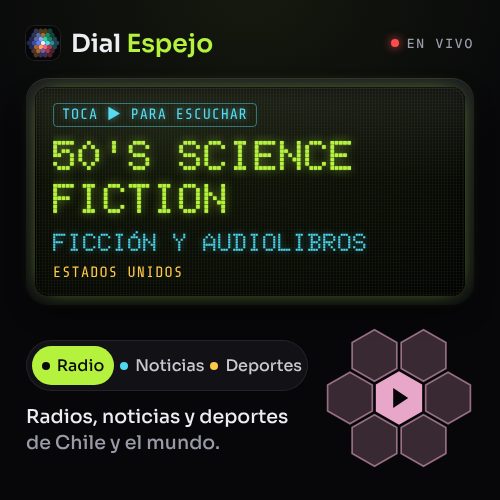 Dial Espejo
EN VIVO
TOCA ▶ PARA ESCUCHAR
50'S SCIENCE
FICTION
FICCIÓN Y AUDIOLIBROS
ESTADOS UNIDOS
Radio
Noticias
Deportes
Radios, noticias y deportes
de Chile y el mundo.